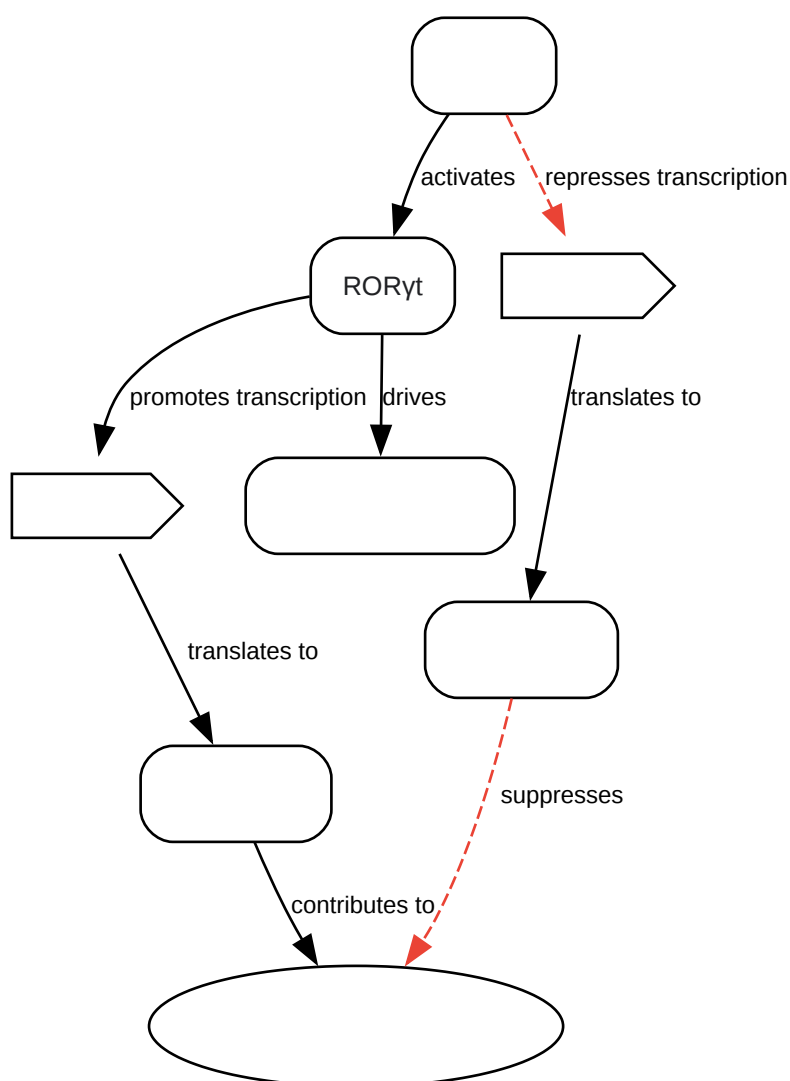 activates
represses transcription
RORγt
promotes transcription
drives
translates to
translates to
suppresses
contributes to